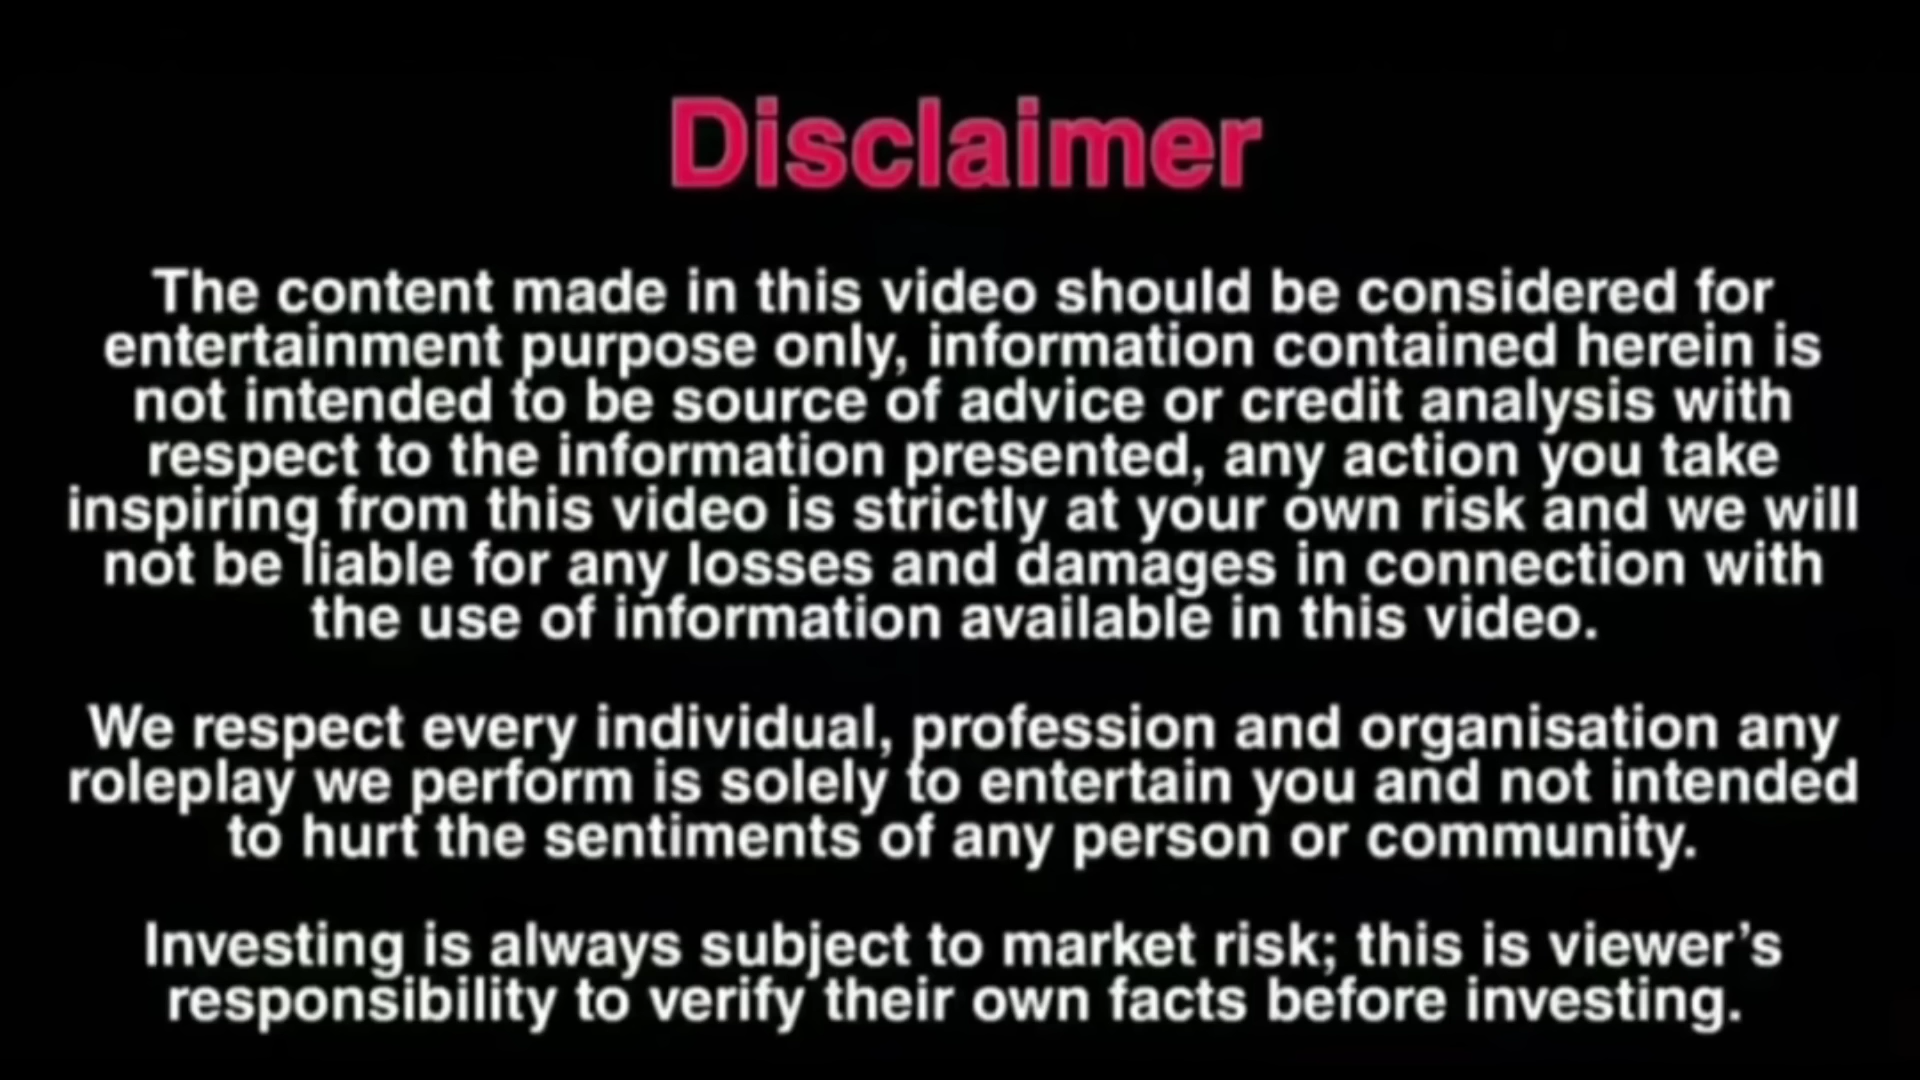 Disclaimer
The content made in this video should be considered for
entertainment purpose only, information contained herein is
not intended to be source of advice or credit analysis with
respect to the information presented, any action you take
inspiring from this video is strictly at your own risk and we will
not be liable for any losses and damages in connection with
the use of information available in this video.
We respect every individual, profession and organisation any
roleplay we perform is solely to entertain you and not intended
to hurt the sentiments of any person or community.
Investing is always subject to market risk; this is viewer’s
responsibility to verify their own facts before investing.